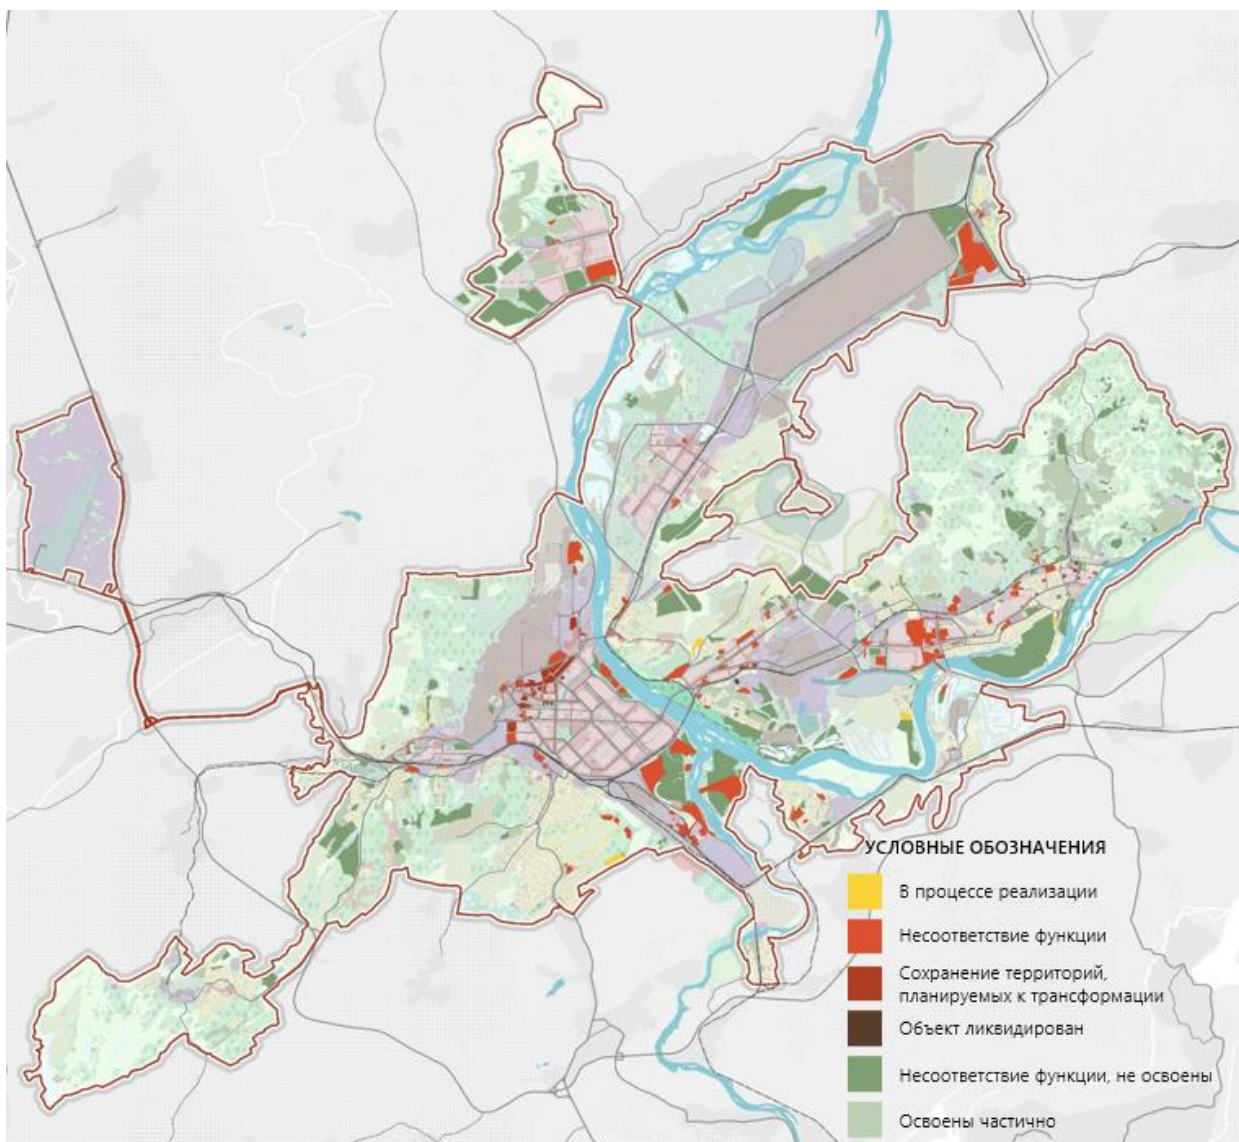 УСЛОВНЫЕ ОБОЗНАЧЕНИЯ
В процессе реализации
Несоответствие функции
Сохранение территорий,
планируемых к трансформации
Объект ликвидирован
Несоответствие функции, не освоены
Освоены частично